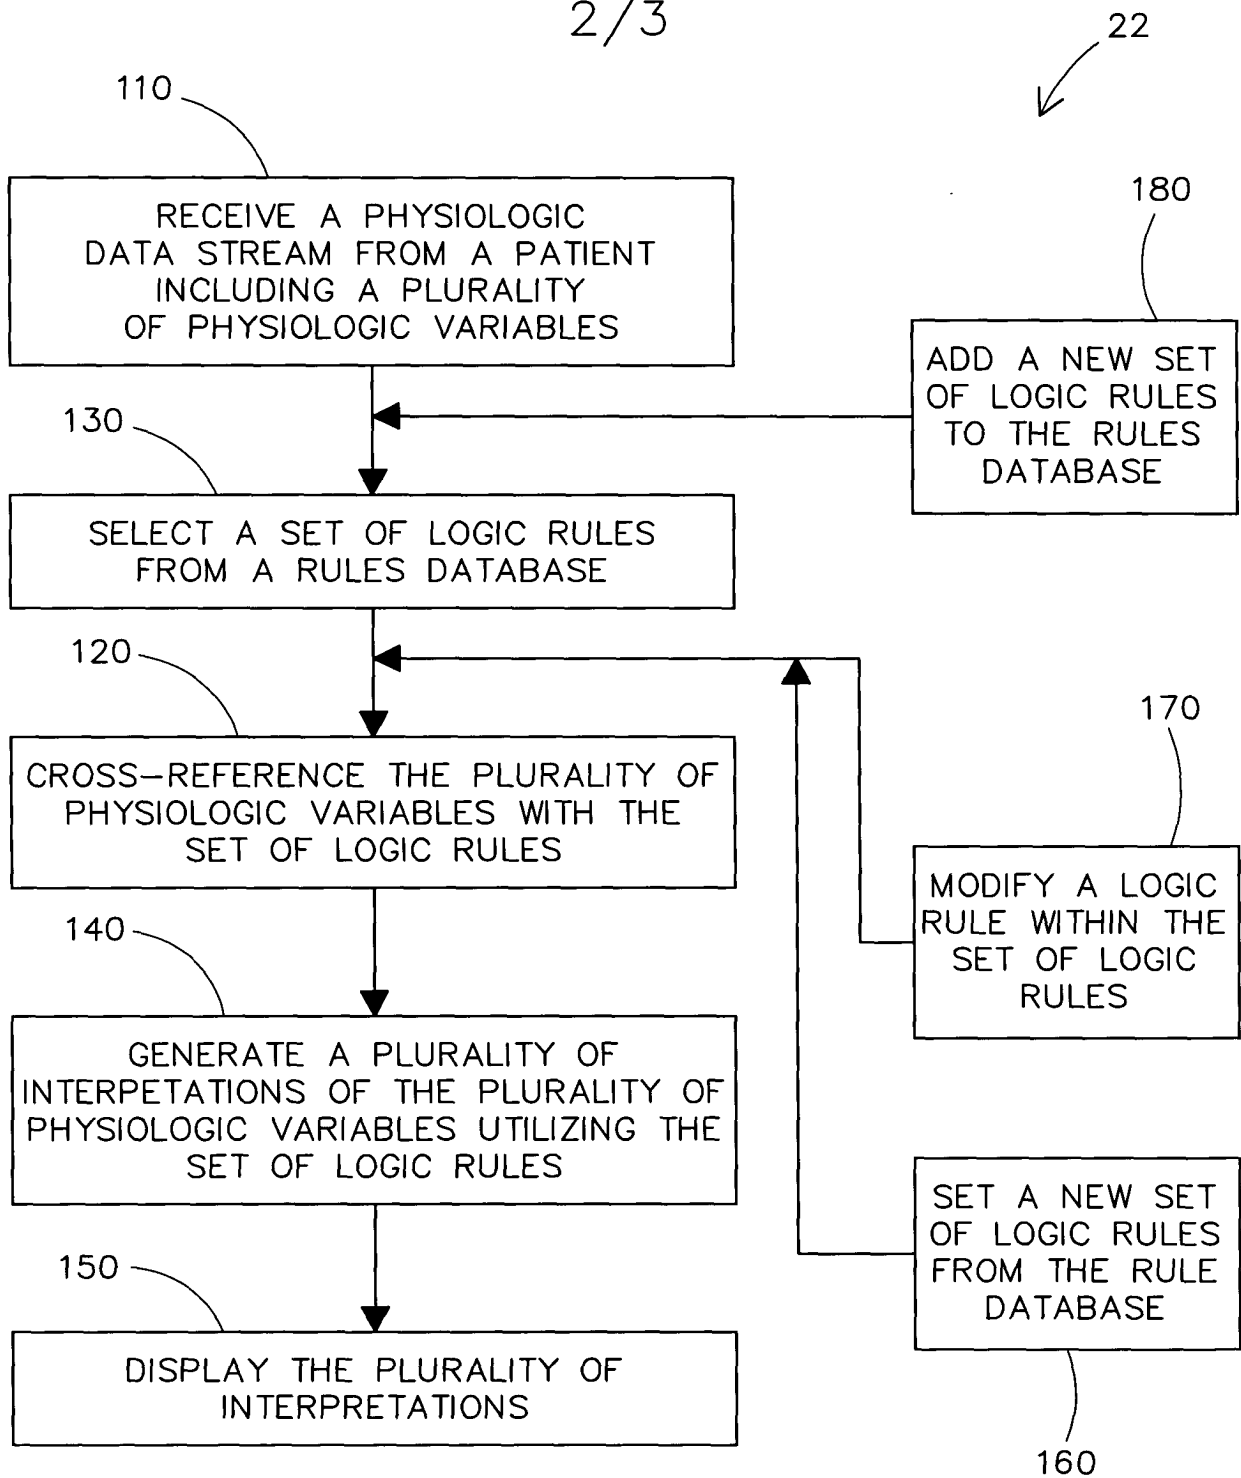 2/3
22
110
RECEIVE A PHYSIOLOGIC
DATA STREAM FROM A PATIENT
INCLUDING A PLURALITY
OF PHYSIOLOGIC VARIABLES
180
ADD A NEW SET
OF LOGIC RULES
TO THE RULES
DATABASE
130
SELECT A SET OF LOGIC RULES
FROM A RULES DATABASE
120
CROSS-REFERENCE THE PLURALITY OF
PHYSIOLOGIC VARIABLES WITH THE
SET OF LOGIC RULES
170
MODIFY A LOGIC
RULE WITHIN THE
SET OF LOGIC
RULES
140
GENERATE A PLURALITY OF
INTERPETATIONS OF THE PLURALITY OF
PHYSIOLOGIC VARIABLES UTILIZING THE
SET OF LOGIC RULES
SET A NEW SET
OF LOGIC RULES
FROM THE RULE
DATABASE
160
150
DISPLAY THE PLURALITY OF
INTERPRETATIONS